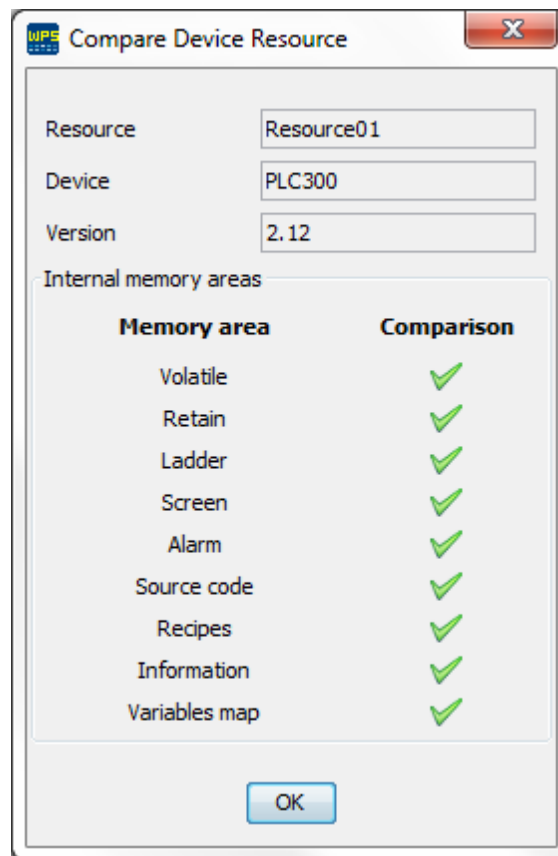 WPS Compare Device Resource
Resource Resource01
Device PLC300
Version 2.12
Internal memory areas
Memory area Comparison
Volatile
Retain
Ladder
Screen
Alarm
Source code
Recipes
Information
Variables map
OK